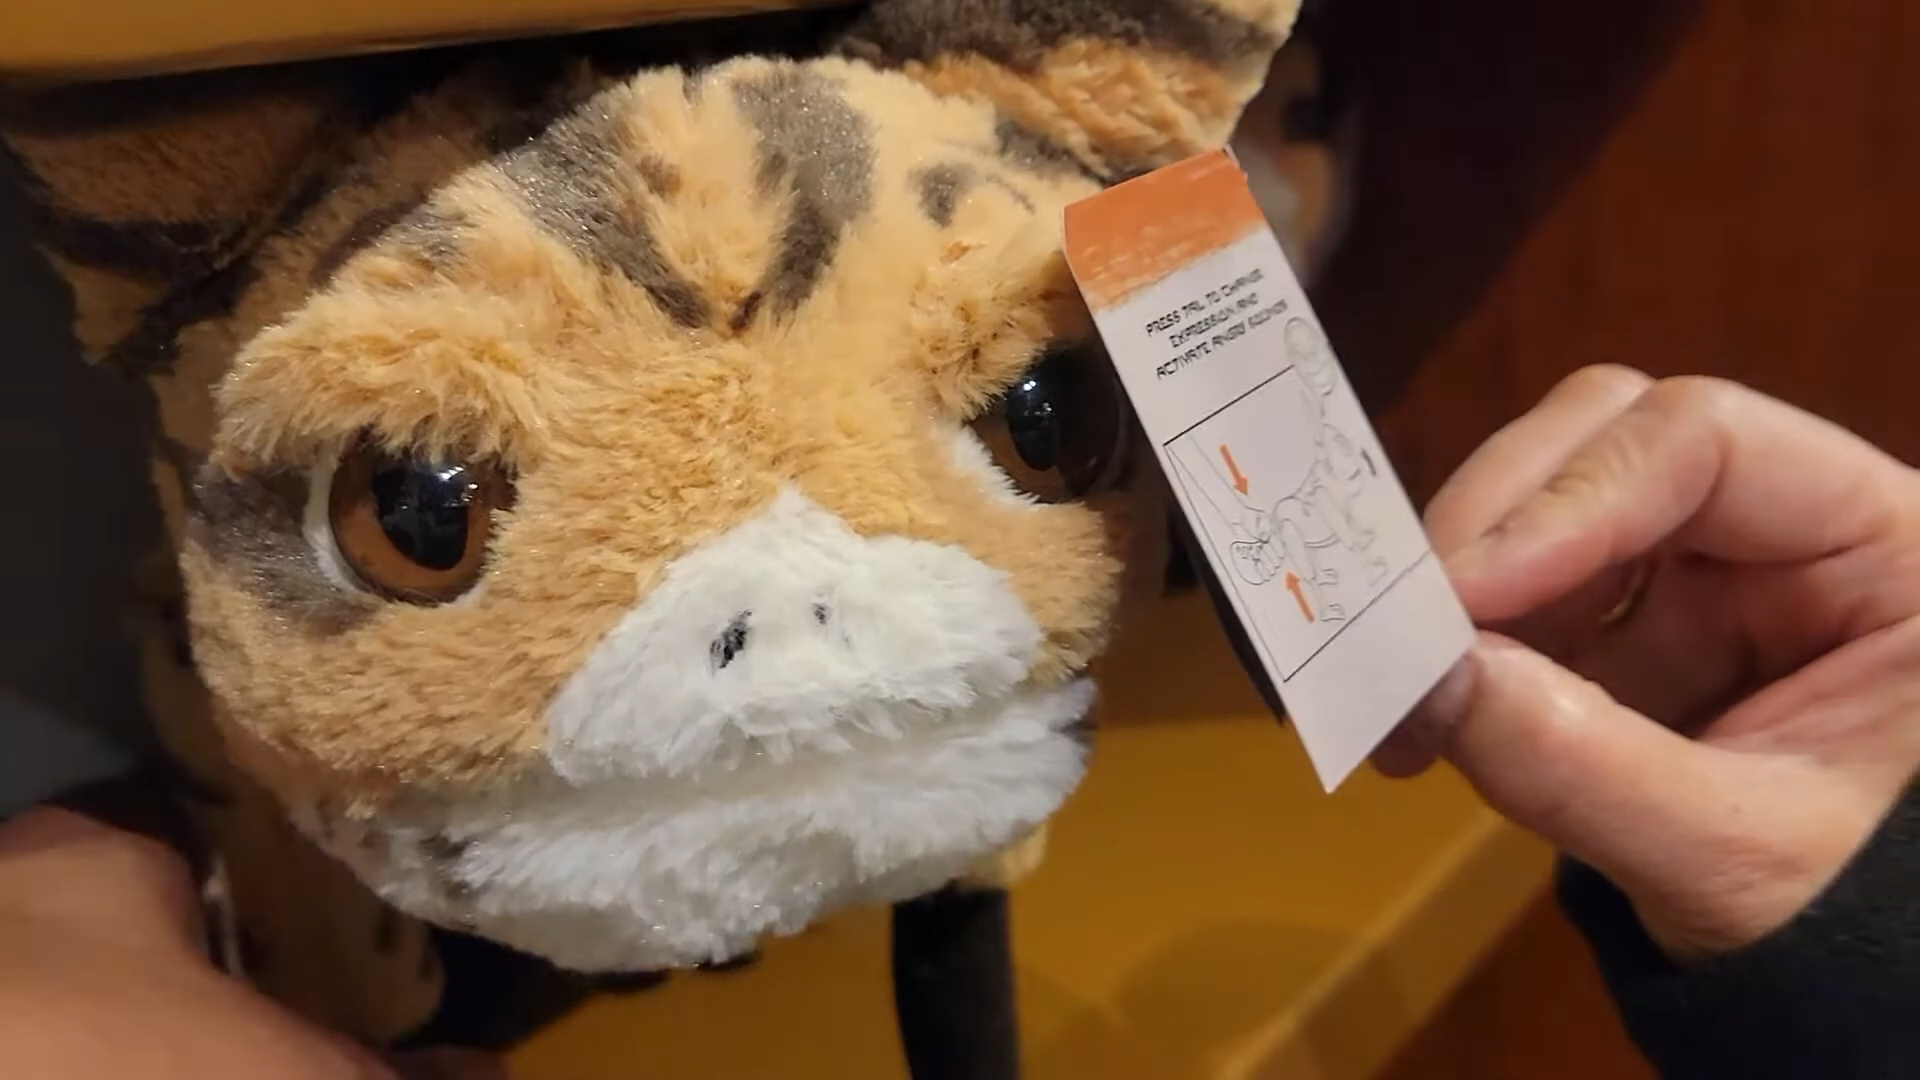 PRESS TAIL TO CHANGE
EXPRESSION AND
ACTIVATE ANGRY SOUNDS